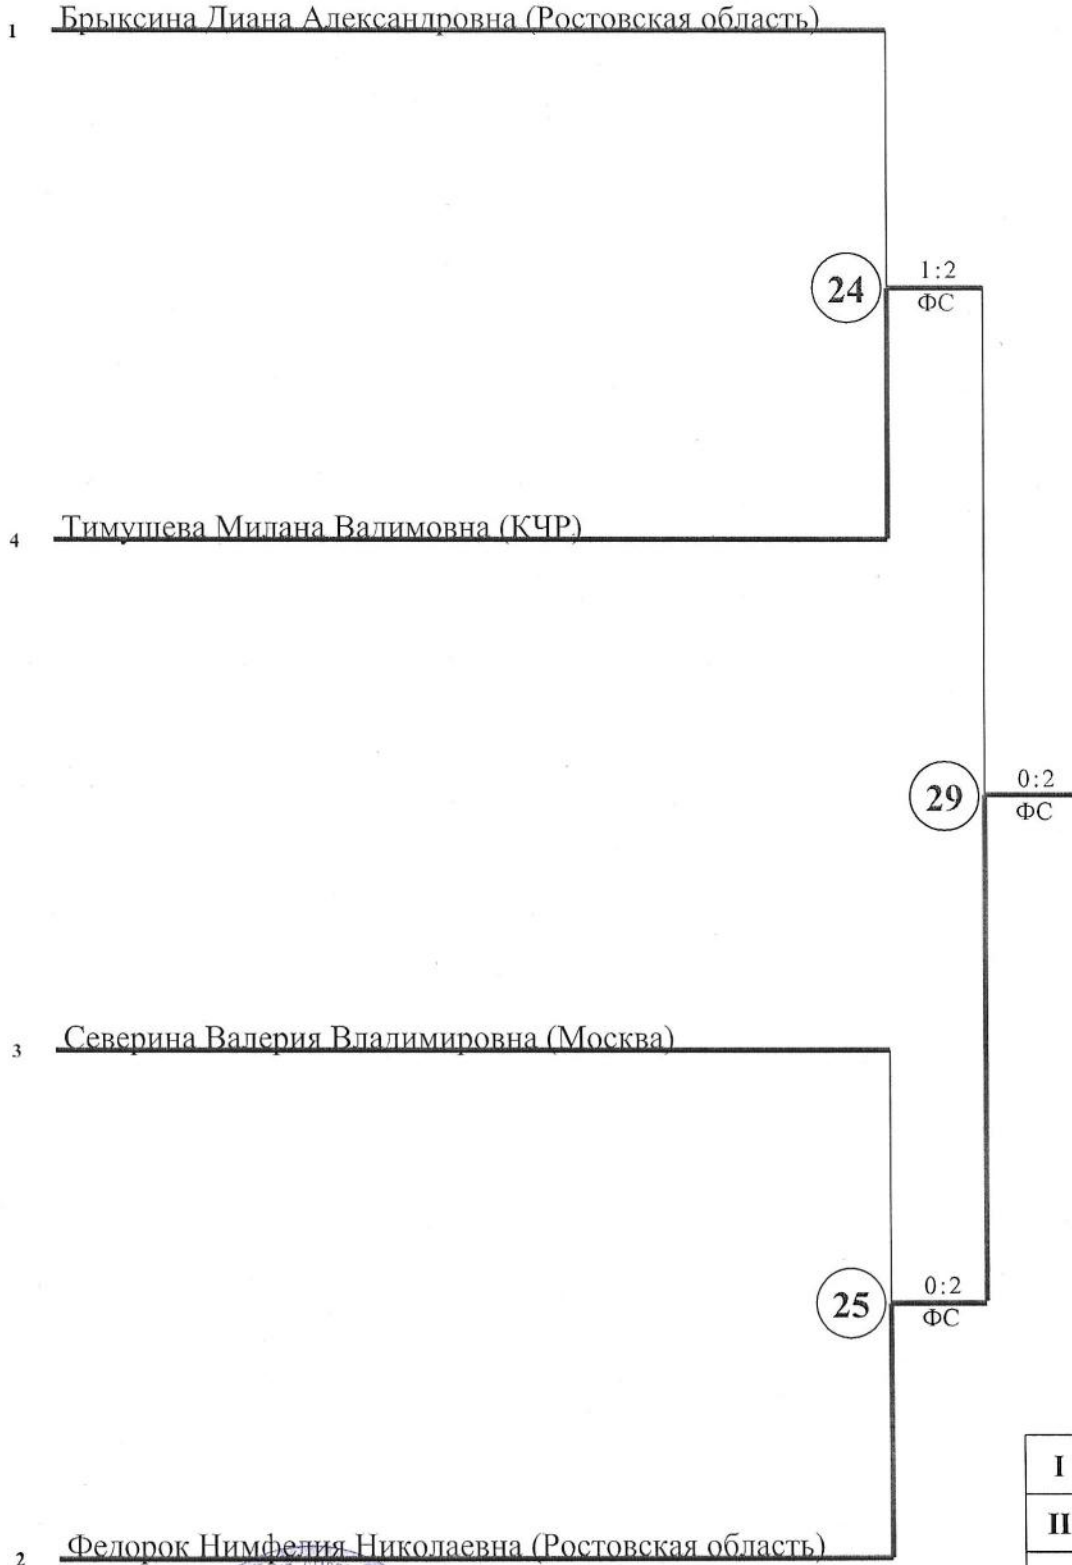 1 Брыксина Диана Александровна (Ростовская область)
1:2
24
ФС
4 Тимушева Милана Вадимовна (КЧР)
0:2
29
ФС
3 Северина Валерия Владимировна (Москва)
0:2
25
ФС
I
II
2 Федорок Нимфелия Николаевна (Ростовская область)